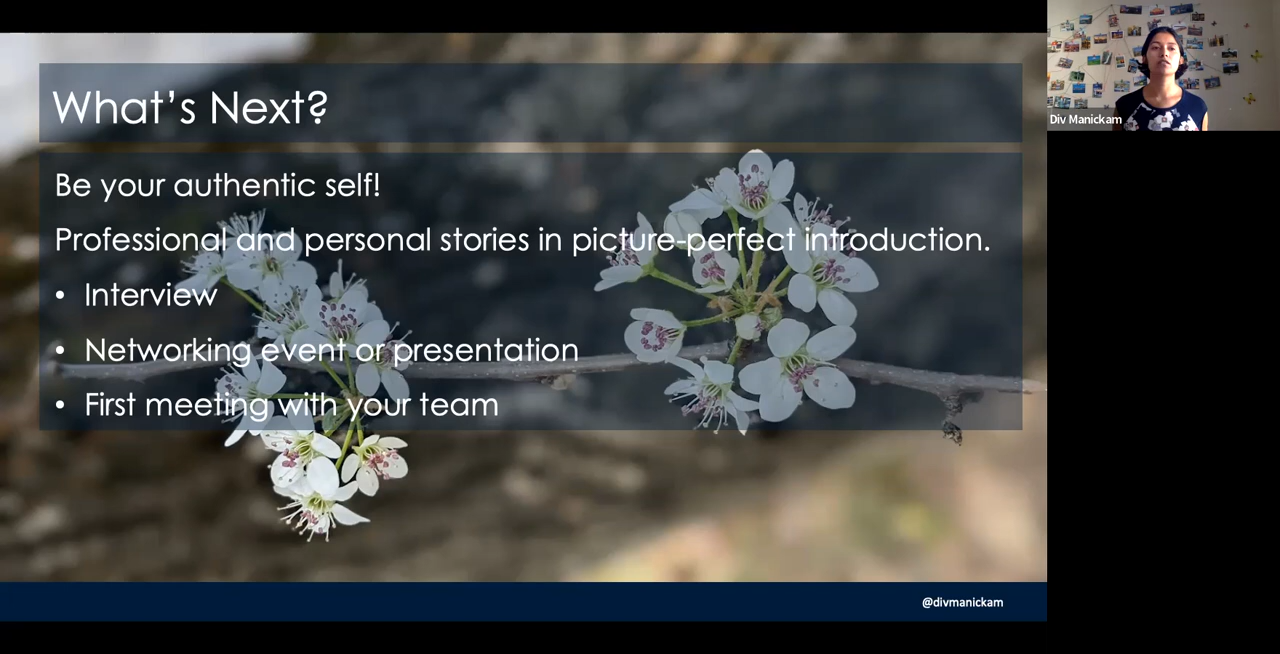 What's Next?
Be your authentic self!
Professional and personal stories in picture-perfect introduction.
• Interview
• Networking event or presentation
• First meeting with your team
@divmanickam
Div Manickam